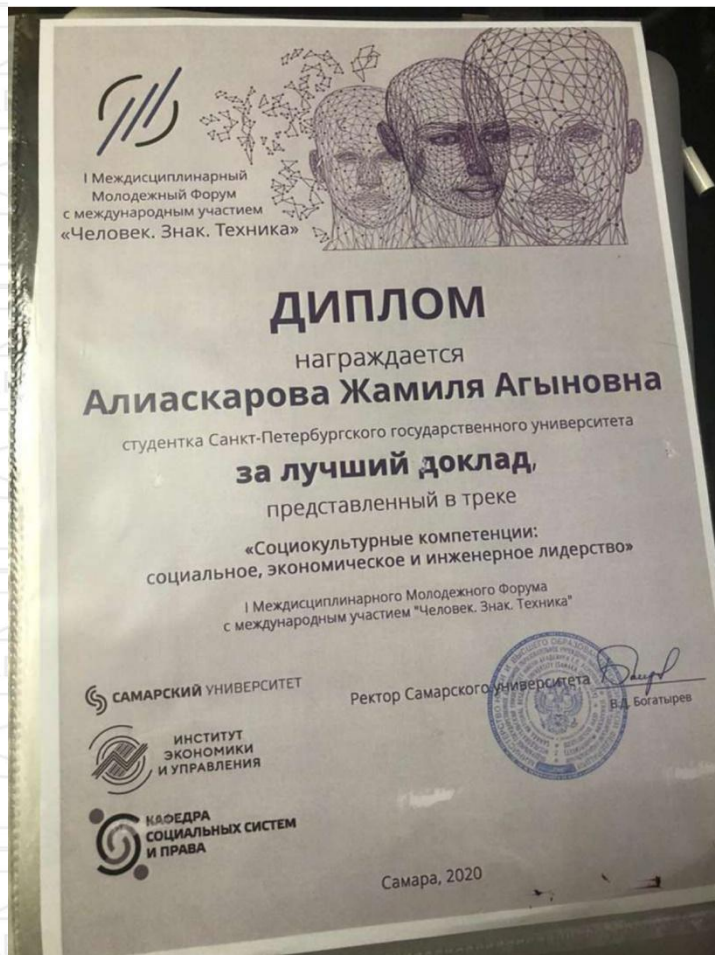 I Междисциплинарный
Молодежный Форум
с международным участием
«Человек. Знак. Техника»
ДИПЛОМ
награждается
Алиаскарова Жамиля Агыновна
студентка Санкт-Петербургского государственного университета
за лучший доклад,
представленный в треке
«Социокультурные компетенции:
социальное, экономическое и инженерное лидерство»
I Междисциплинарного Молодежного Форума
с международным участием "Человек. Знак. Техника"
САМАРСКИЙ УНИВЕРСИТЕТ
Ректор Самарского университета
В.Д. Богатырев
ИНСТИТУТ
ЭКОНОМИКИ
И УПРАВЛЕНИЯ
КАФЕДРА
СОЦИАЛЬНЫХ СИСТЕМ
И ПРАВА
Самара, 2020